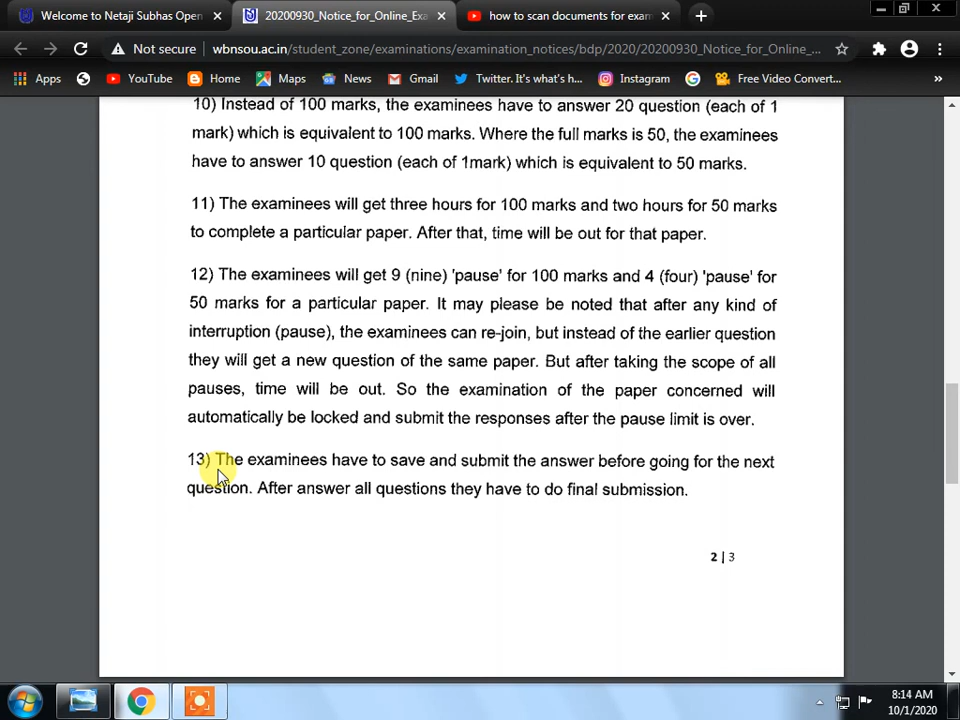 Welcome to Netaji Subhas Open
20200930_Notice_for_Online_Exa
how to scan documents for exam
Not secure
wbnsou.ac.in/student_zone/examinations/examination_notices/bdp/2020/20200930_Notice_for_Online_...
Apps
YouTube
Home
Maps
News
Gmail
Twitter. It's what's h...
Instagram
Free Video Convert...
»
10) Instead of 100 marks, the examinees have to answer 20 question (each of 1
mark) which is equivalent to 100 marks. Where the full marks is 50, the examinees
have to answer 10 question (each of 1mark) which is equivalent to 50 marks.
11) The examinees will get three hours for 100 marks and two hours for 50 marks
to complete a particular paper. After that, time will be out for that paper.
12) The examinees will get 9 (nine) 'pause' for 100 marks and 4 (four) 'pause' for
50 marks for a particular paper. It may please be noted that after any kind of
interruption (pause), the examinees can re-join, but instead of the earlier question
they will get a new question of the same paper. But after taking the scope of all
pauses, time will be out. So the examination of the paper concerned will
automatically be locked and submit the responses after the pause limit is over.
13) The examinees have to save and submit the answer before going for the next
question. After answer all questions they have to do final submission.
2 | 3
8:14 AM
10/1/2020